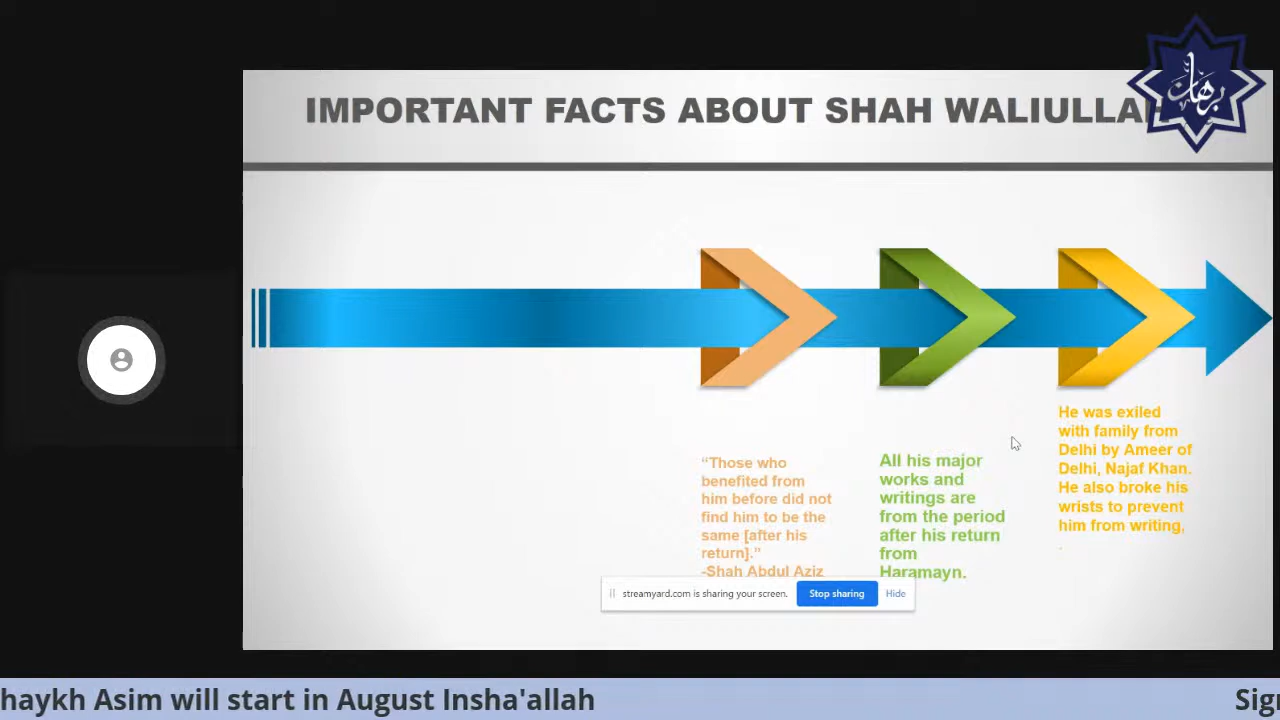 IMPORTANT FACTS ABOUT SHAH WALIULLAH
برهان
“Those who
benefited from
him before did not
find him to be the
same [after his
return].”
-Shah Abdul Aziz
All his major
works and
writings are
from the period
after his return
from
Haramayn.
He was exiled
with family from
Delhi by Ameer of
Delhi, Najaf Khan.
He also broke his
wrists to prevent
him from writing,
.
streamyard.com is sharing your screen. Stop sharing Hide
haykh Asim will start in August Insha'allah Sign